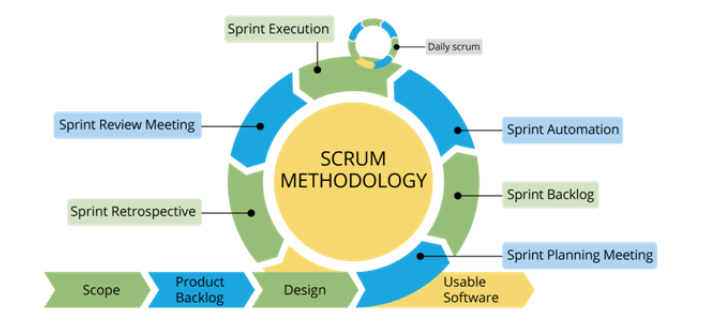 Sprint Execution
Daily scrum
Sprint Review Meeting
Sprint Automation
SCRUM
METHODOLOGY
Sprint Backlog
Sprint Retrospective
Sprint Planning Meeting
Scope
Product
Backlog
Design
Usable
Software